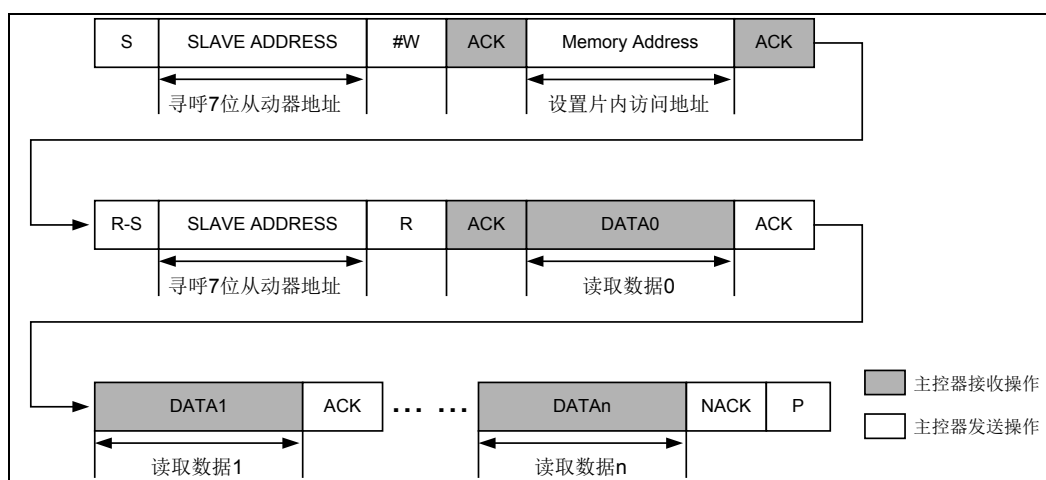 S SLAVE ADDRESS #W ACK Memory Address ACK
寻呼7位从动器地址 设置片内访问地址
R-S SLAVE ADDRESS R ACK DATA0 ACK
寻呼7位从动器地址 读取数据0
DATA1 ACK ... ... DATAn NACK P
读取数据1 读取数据n
主控器接收操作
主控器发送操作